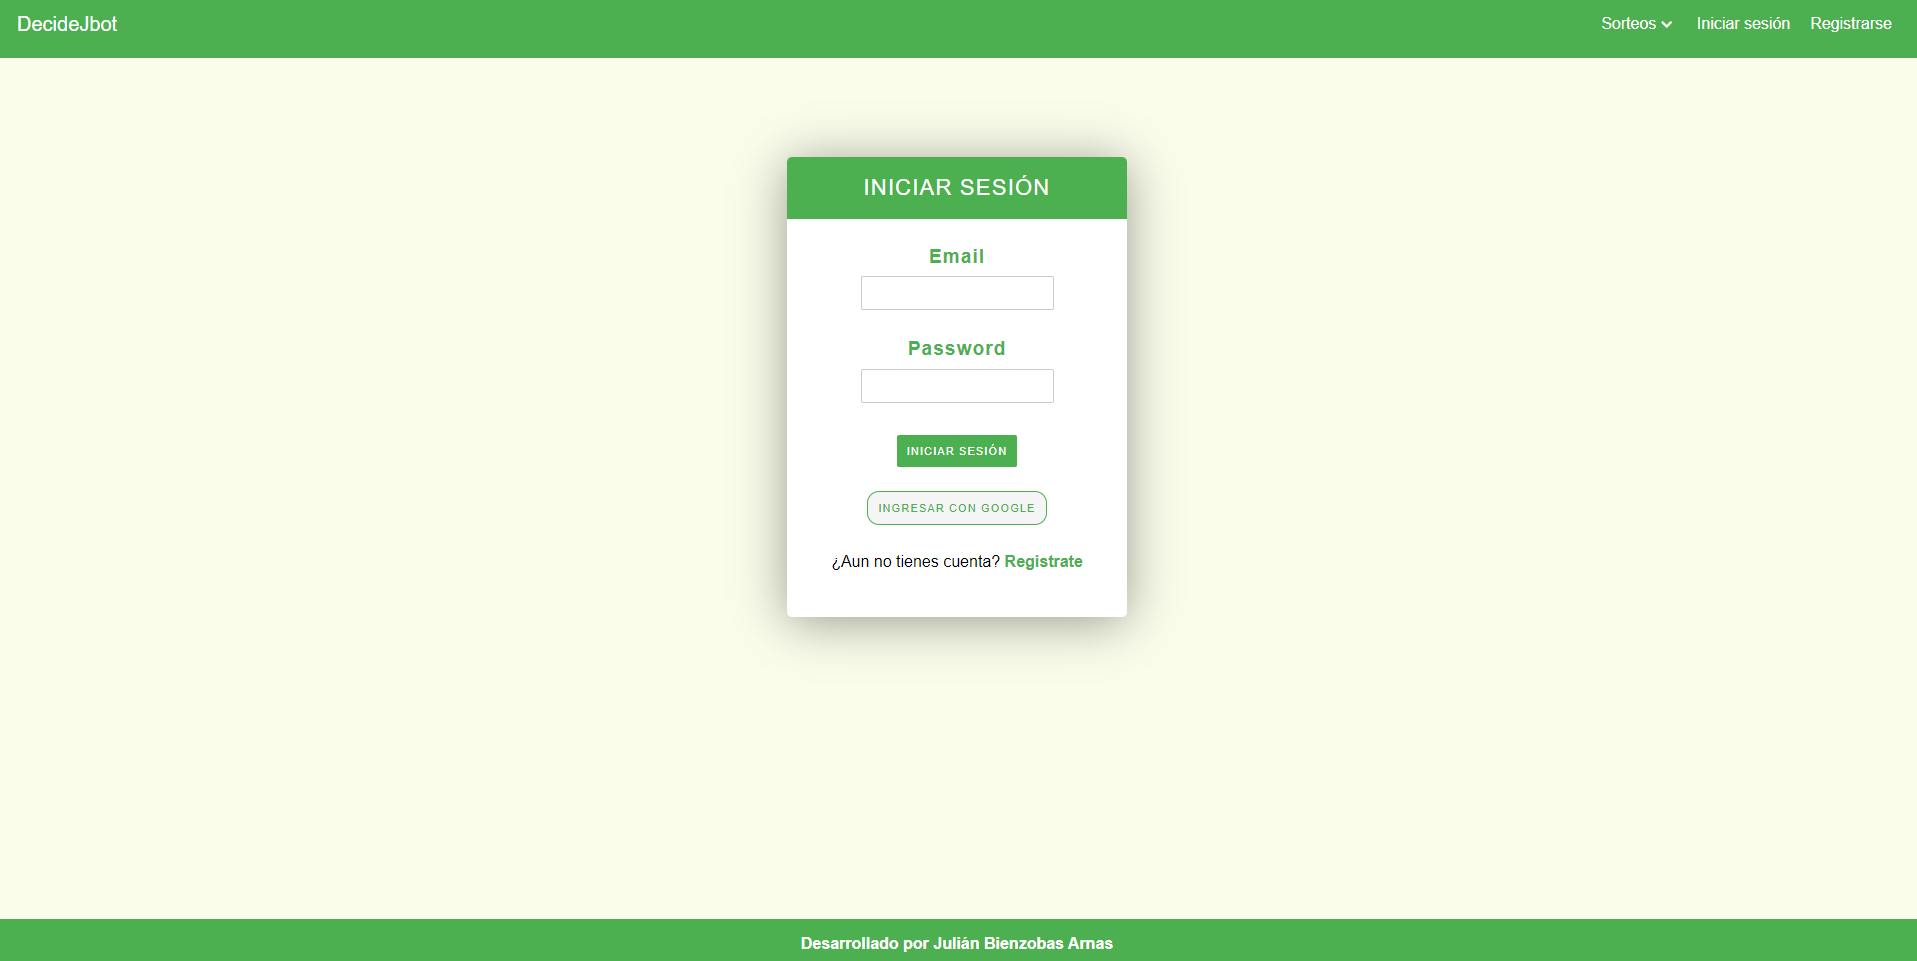 DecideJbot
Sorteos Iniciar sesión Registrarse
INICIAR SESIÓN
Email
Password
INICIAR SESIÓN
INGRESAR CON GOOGLE
¿Aun no tienes cuenta? Registrate
Desarrollado por Julián Bienzobas Arnas